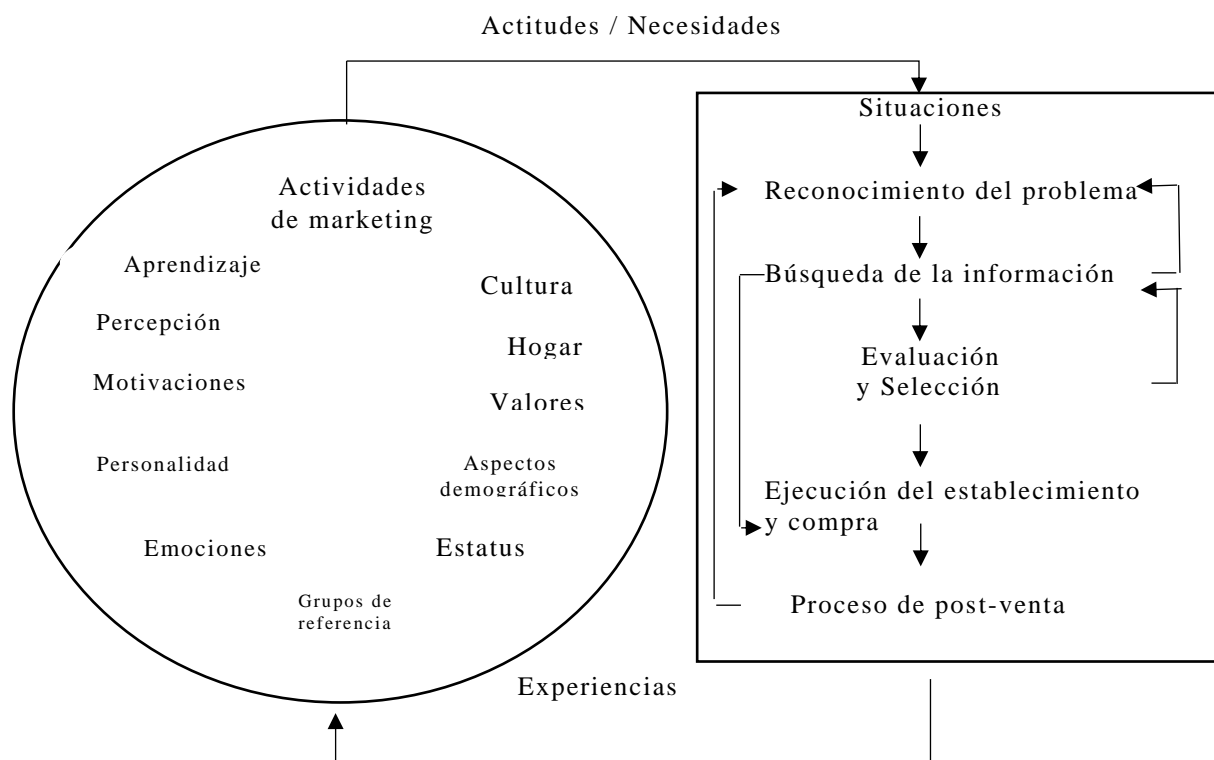 Actitudes / Necesidades
Actividades
de marketing
Aprendizaje
Cultura
Percepción
Hogar
Motivaciones
Valores
Personalidad
Aspectos
demográficos
Emociones
Estatus
Grupos de
referencia
Experiencias
Situaciones
Reconocimiento del problema
Búsqueda de la información
Evaluación
y Selección
Ejecución del establecimiento
y compra
Proceso de post-venta